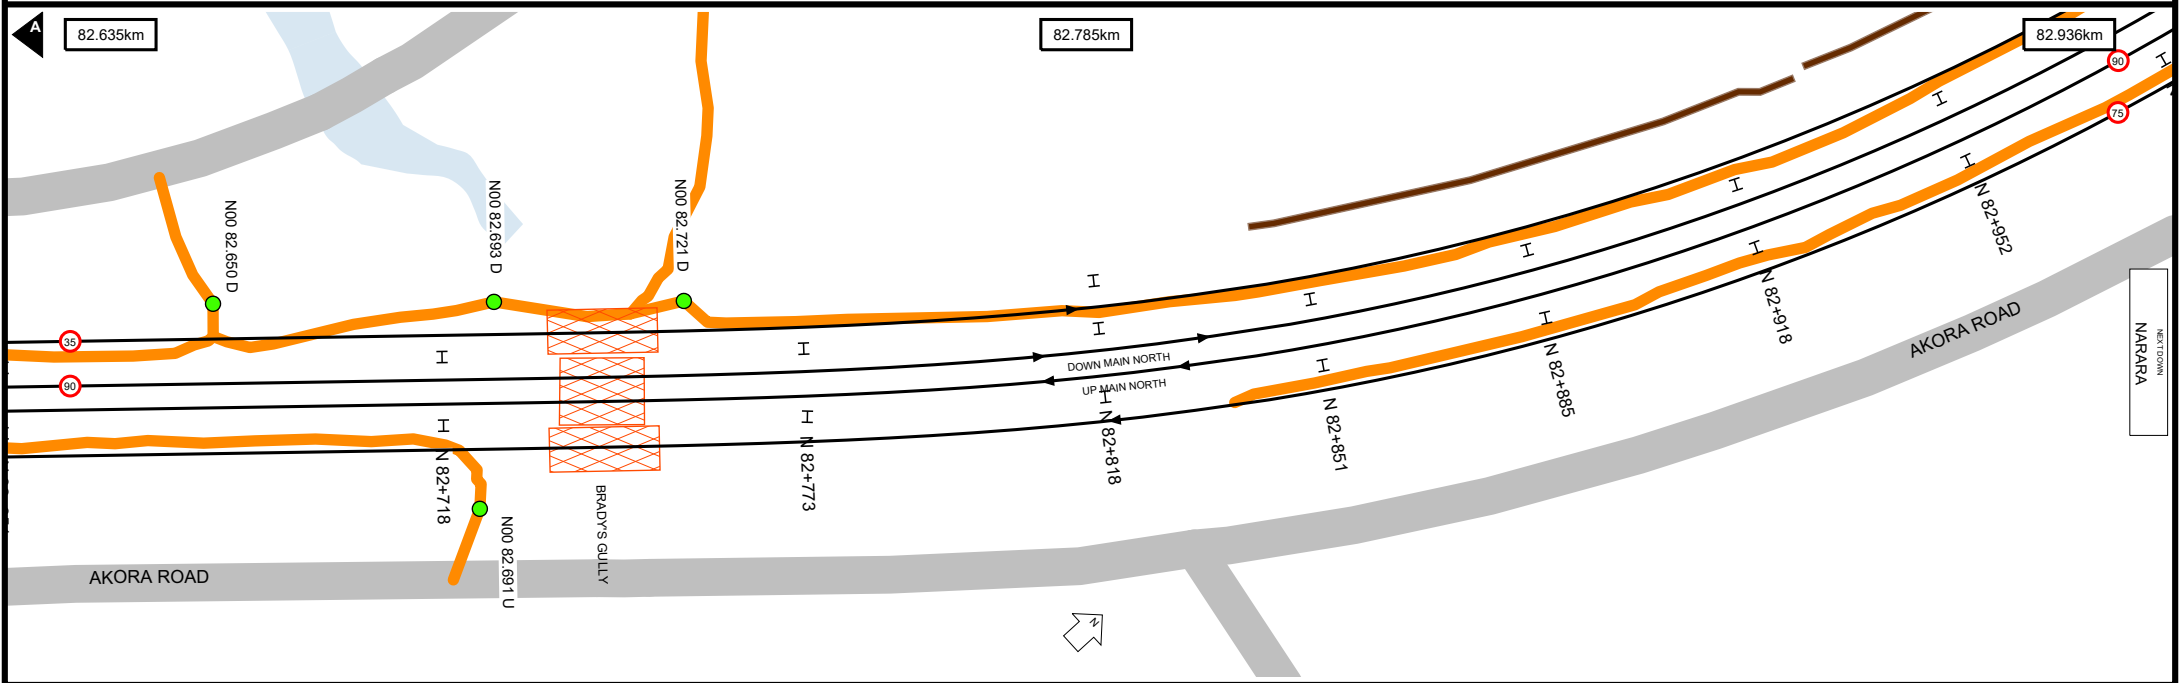 A
82.635km
82.785km
82.936km
90
75
N00 82.650 D
N00 82.693 D
N00 82.721 D
35
90
DOWN MAIN NORTH
UP MAIN NORTH
N 82+718
N 82+773
N 82+818
N 82+851
N 82+885
N 82+918
N 82+952
BRADY'S GULLY
N00 82.691 U
AKORA ROAD
AKORA ROAD
NEXT DOWN
NARARA
N